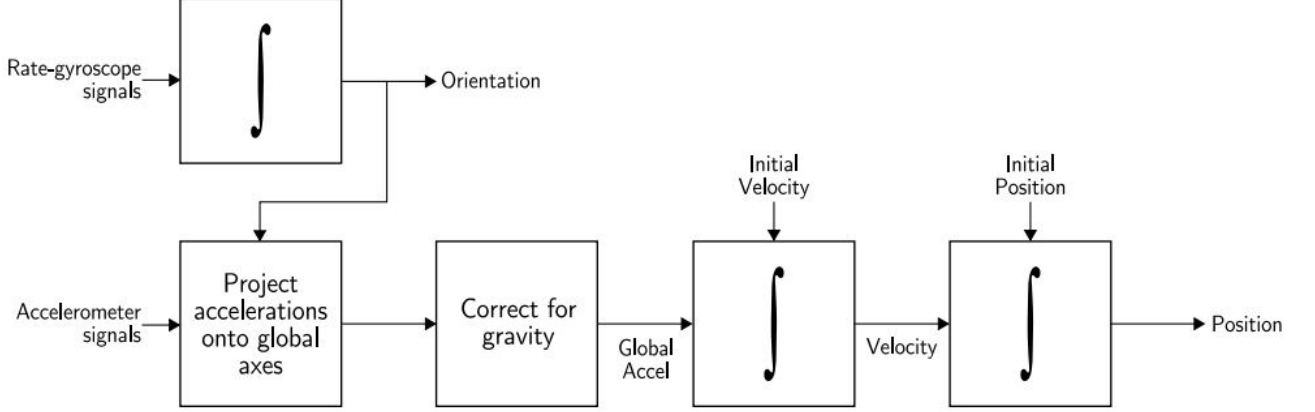 Rate-gyroscope
signals
∫
Orientation
Initial
Velocity
Initial
Position
Accelerometer
signals
Project
accelerations
onto global
axes
Correct for
gravity
Global
Accel
∫
Velocity
∫
Position